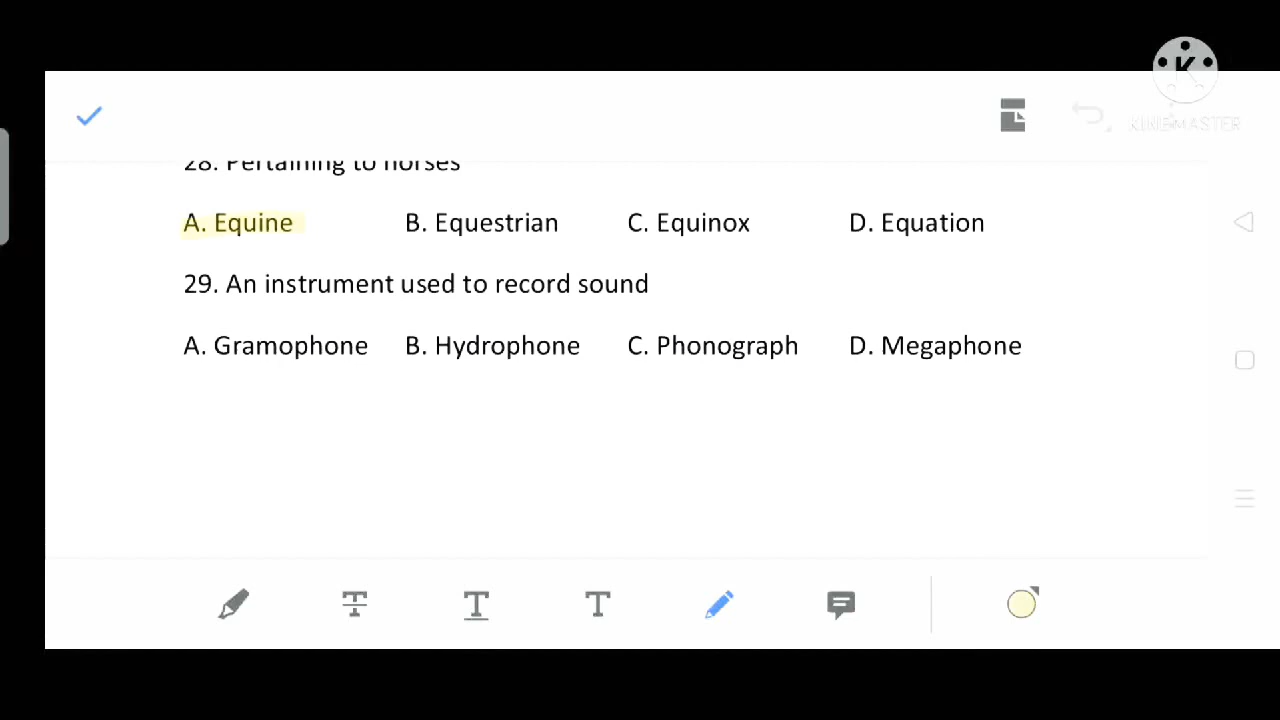 K
KINEMASTER
28. Pertaining to horses
A. Equine B. Equestrian C. Equinox D. Equation
29. An instrument used to record sound
A. Gramophone B. Hydrophone C. Phonograph D. Megaphone
T T T